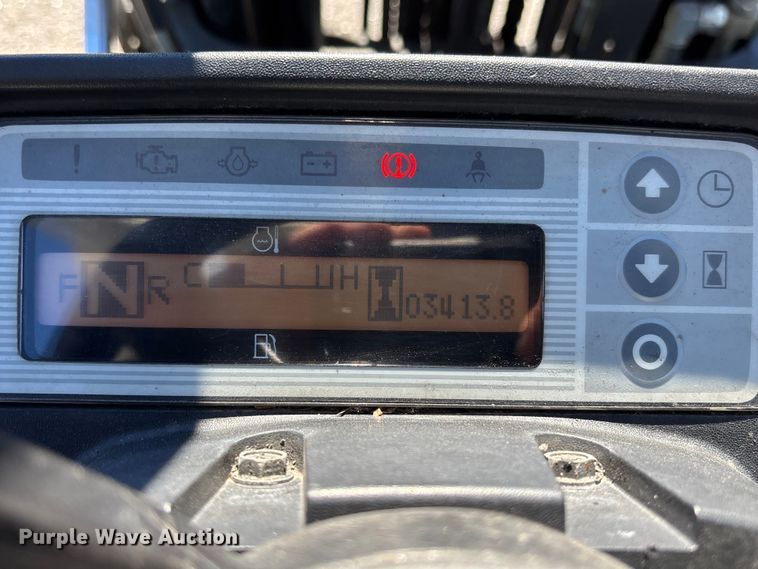 F N R C H 03413.8
Purple Wave Auction